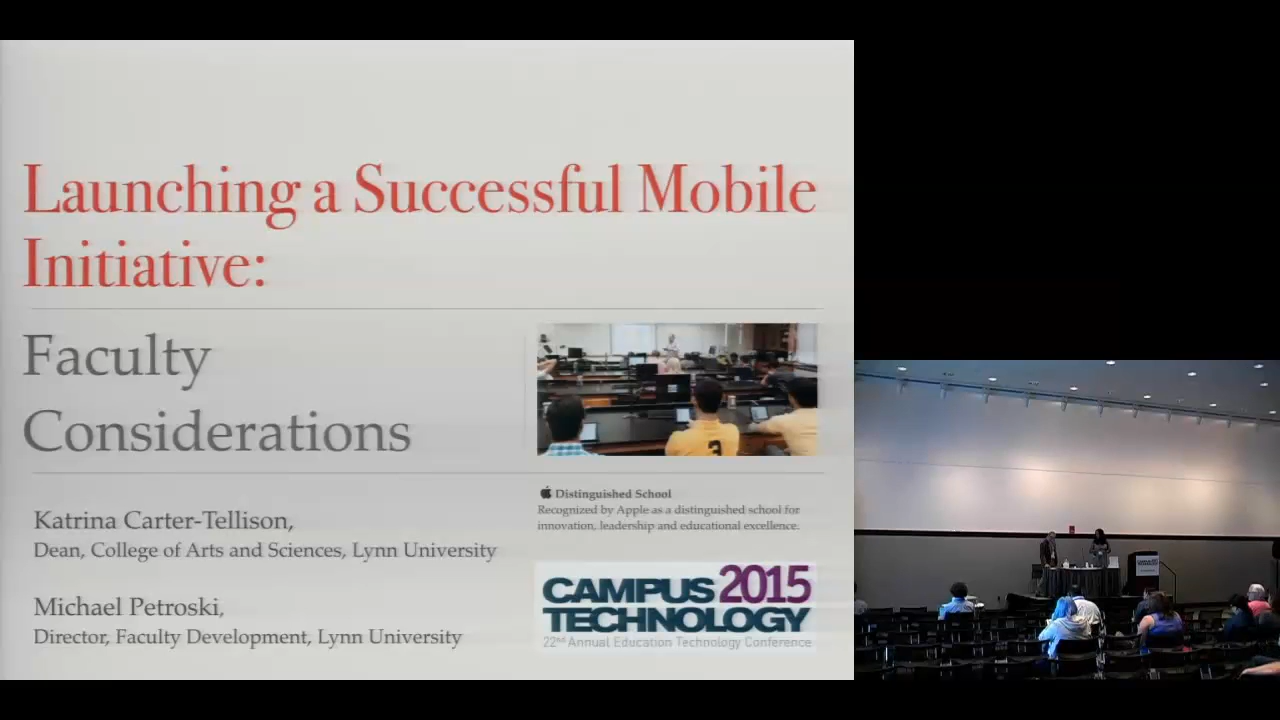 Launching a Successful Mobile
Initiative:
Faculty
Considerations
Distinguished School
Recognized by Apple as a distinguished school for
innovation, leadership and educational excellence.
Katrina Carter-Tellison,
Dean, College of Arts and Sciences, Lynn University
Michael Petroski,
Director, Faculty Development, Lynn University
CAMPUS 2015
TECHNOLOGY
22nd Annual Education Technology Conference
3